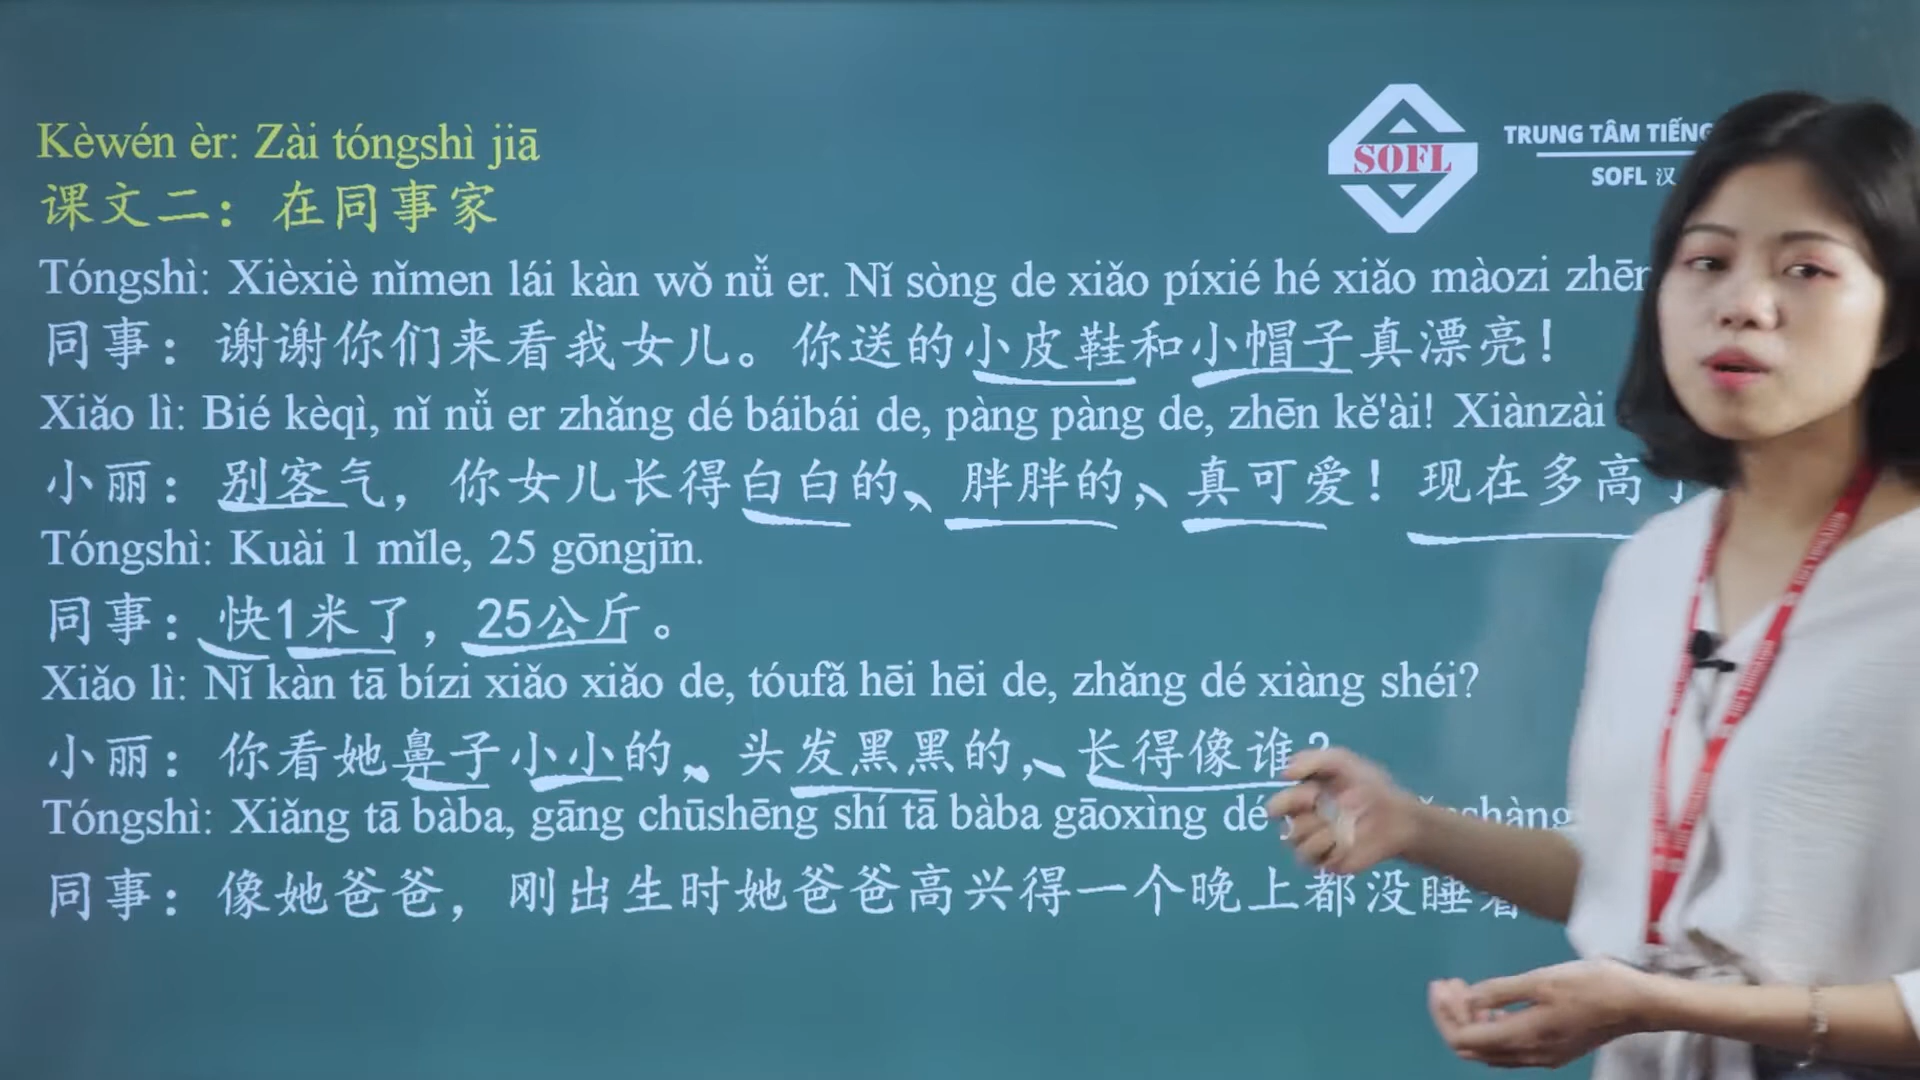 Kèwén èr: Zài tóngshì jiā
课文二：在同事家
SOFL
TRUNG TÂM TIẾNG
SOFL 汉
Tóngshì: Xièxiè nǐmen lái kàn wǒ nǚ er. Nǐ sòng de xiǎo píxié hé xiǎo màozi zhēn
同事：谢谢你们来看我女儿。你送的小皮鞋和小帽子真漂亮！
Xiǎo lì: Bié kèqì, nǐ nǚ er zhǎng dé báibái de, pàng pàng de, zhēn kě'ài! Xiànzài
小丽：别客气，你女儿长得白白的、胖胖的，真可爱！现在多高了
Tóngshì: Kuài 1 mǐle, 25 gōngjīn.
同事：快1米了，25公斤。
Xiǎo lì: Nǐ kàn tā bízi xiǎo xiǎo de, tóufǎ hēi hēi de, zhǎng dé xiàng shéi?
小丽：你看她鼻子小小的，头发黑黑的，长得像谁？
Tóngshì: Xiǎng tā bàba, gāng chūshēng shí tā bàba gāoxìng dé
同事：像她爸爸，刚出生时她爸爸高兴得一个晚上都没睡着